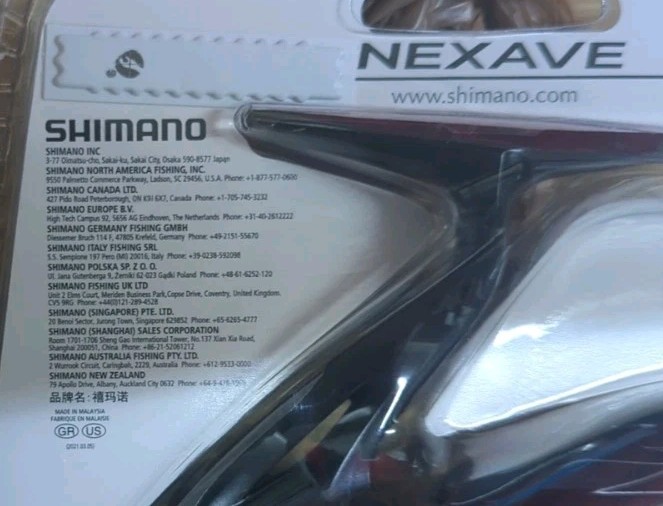 NEXAVE
www.shimano.com
SHIMANO
SHIMANO INC
3-77 Oimatsu-cho, Sakai-ku, Sakai City, Osaka 590-8577 Japan
SHIMANO NORTH AMERICA FISHING, INC.
9550 Palmetto Commerce Parkway, Ladson, SC 29456, U.S.A. Phone: +1-877-577-0600
SHIMANO CANADA LTD.
427 Pido Road Peterborough, ON K9J 6X7, Canada Phone: +1-705-745-3232
SHIMANO EUROPE B.V.
High Tech Campus 92, 5656 AG Eindhoven, The Netherlands Phone: +31-40-2612222
SHIMANO GERMANY FISHING GMBH
Diessemer Bruch 114 F, 47805 Krefeld, Germany Phone: +49-2151-55670
SHIMANO ITALY FISHING SRL
S.S. Sempione 197 Pero (MI) 20016, Italy Phone: +39-0238-592098
SHIMANO POLSKA SP. Z O. O.
Ul. Jana Gutenberga 9, Żerniki 62-023 Gądki Poland Phone: +48-61-6252-120
SHIMANO FISHING UK LTD
Unit 2 Elms Court, Meriden Business Park, Copse Drive, Coventry, United Kingdom.
CV5 9RG Phone: +44(0)121-289-4528
SHIMANO (SINGAPORE) PTE. LTD.
20 Benoi Sector, Jurong Town, Singapore 629852 Phone: +65-6265-4777
SHIMANO (SHANGHAI) SALES CORPORATION
Room 1701-1706 Sheng Gao International Tower, No.137 Xian Xia Road,
Shanghai 200051, China Phone: +86-21-52061212
SHIMANO AUSTRALIA FISHING PTY. LTD.
2 Wurrook Circuit, Caringbah, 2229, Australia Phone: +612-9533-0000
SHIMANO NEW ZEALAND
79 Apollo Drive, Albany, Auckland City 0632 Phone:
品牌名: 禧玛诺
MADE IN MALAYSIA
FABRIQUÉ EN MALAISIE
GR US
(2021.03.05)